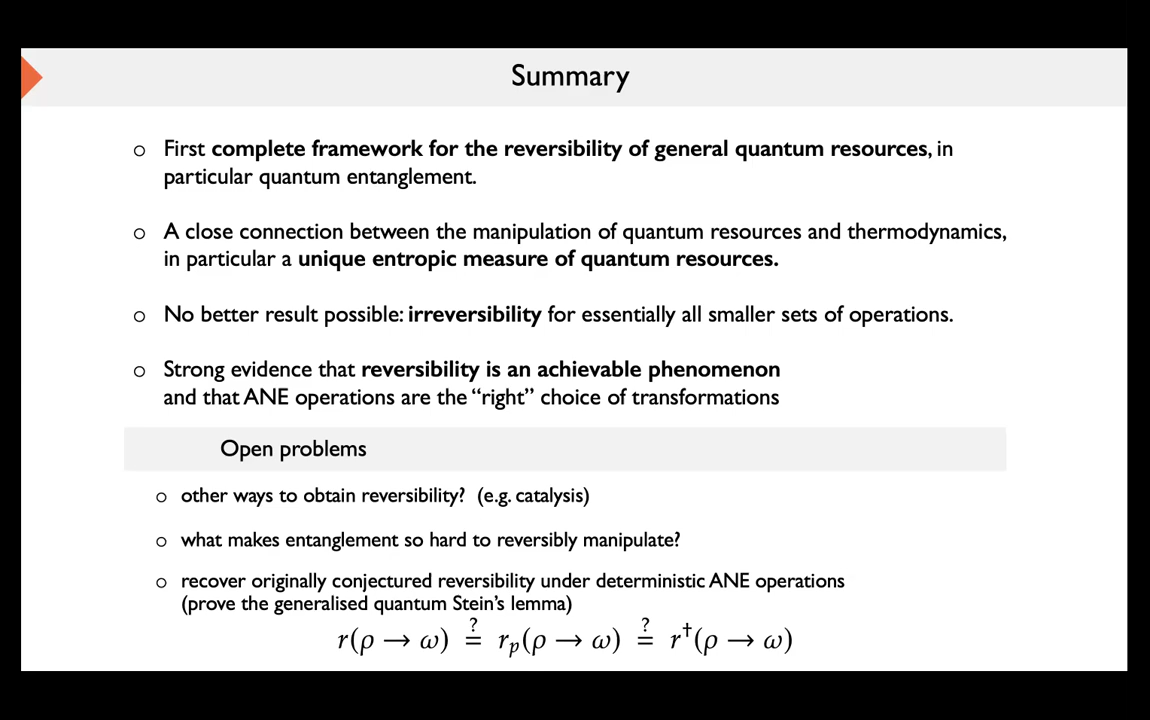 Summary
○ First complete framework for the reversibility of general quantum resources, in
particular quantum entanglement.
○ A close connection between the manipulation of quantum resources and thermodynamics,
in particular a unique entropic measure of quantum resources.
○ No better result possible: irreversibility for essentially all smaller sets of operations.
○ Strong evidence that reversibility is an achievable phenomenon
and that ANE operations are the “right” choice of transformations
Open problems
○ other ways to obtain reversibility? (e.g. catalysis)
○ what makes entanglement so hard to reversibly manipulate?
○ recover originally conjectured reversibility under deterministic ANE operations
(prove the generalised quantum Stein’s lemma)
r(ρ → ω) ≟ rₚ(ρ → ω) ≟ r†(ρ → ω)